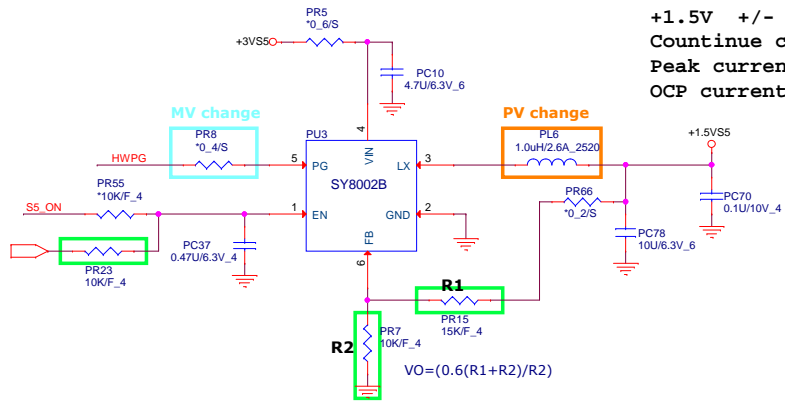 PR5
*0_6/S
+3VS5
PC10
4.7U/6.3V_6
+1.5V +/-
Countinue c
Peak curren
OCP current
MV change
PR8
*0_4/S
HWPG
PU3
4
VIN
5
PG
LX
3
SY8002B
1
EN
GND
2
FB
6
PV change
PL6
1.0uH/2.6A_2520
+1.5VS5
PR66
*0_2/S
PC70
0.1U/10V_4
PC78
10U/6.3V_6
PR55
*10K/F_4
S5_ON
PR23
10K/F_4
PC37
0.47U/6.3V_4
R1
PR15
15K/F_4
R2
PR7
10K/F_4
VO=(0.6(R1+R2)/R2)